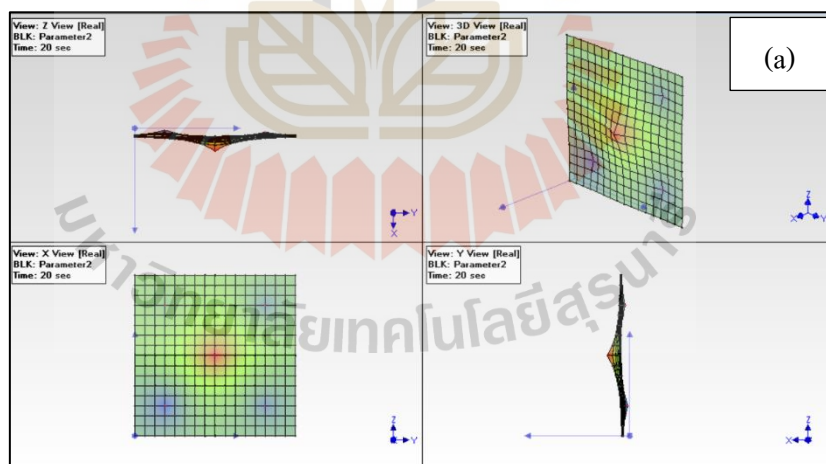 View: Z View [Real]
BLK: Parameter2
Time: 20 sec
Y
X
View: 3D View [Real]
BLK: Parameter2
Time: 20 sec
(a)
Z
X
Y
View: X View [Real]
BLK: Parameter2
Time: 20 sec
Z
Y
View: Y View [Real]
BLK: Parameter2
Time: 20 sec
Z
X
มหาวิทยาลัยเทคโนโลยีสุรนารี